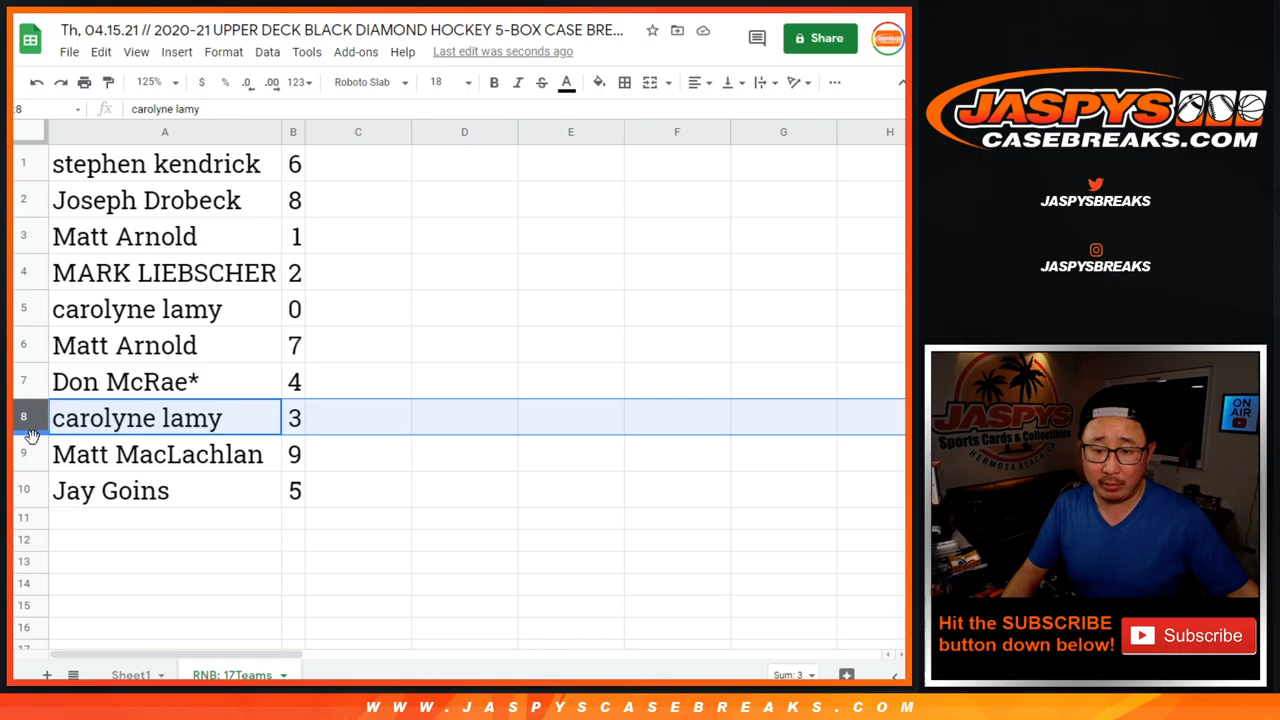 Th, 04.15.21 // 2020-21 UPPER DECK BLACK DIAMOND HOCKEY 5-BOX CASE BRE...
File Edit View Insert Format Data Tools Add-ons Help Last edit was seconds ago
Share
125% $ % .0 .00 123 Roboto Slab 18 B I S A
:8 fx carolyne lamy
A B C D E F G H
1 stephen kendrick 6
2 Joseph Drobeck 8
3 Matt Arnold 1
4 MARK LIEBSCHER 2
5 carolyne lamy 0
6 Matt Arnold 7
7 Don McRae* 4
8 carolyne lamy 3
9 Matt MacLachlan 9
10 Jay Goins 5
11
12
13
14
15
16
17
Sheet1 RNB: 17Teams Sum: 3
JASPYS
CASEBREAKS.COM
JASPYSBREAKS
JASPYSBREAKS
JASPYS
Sports Cards & Collectibles
HERMOSA BEACH, CA
ON AIR
Hit the SUBSCRIBE
button down below!
Subscribe
WWW.JASPYSCASEBREAKS.COM